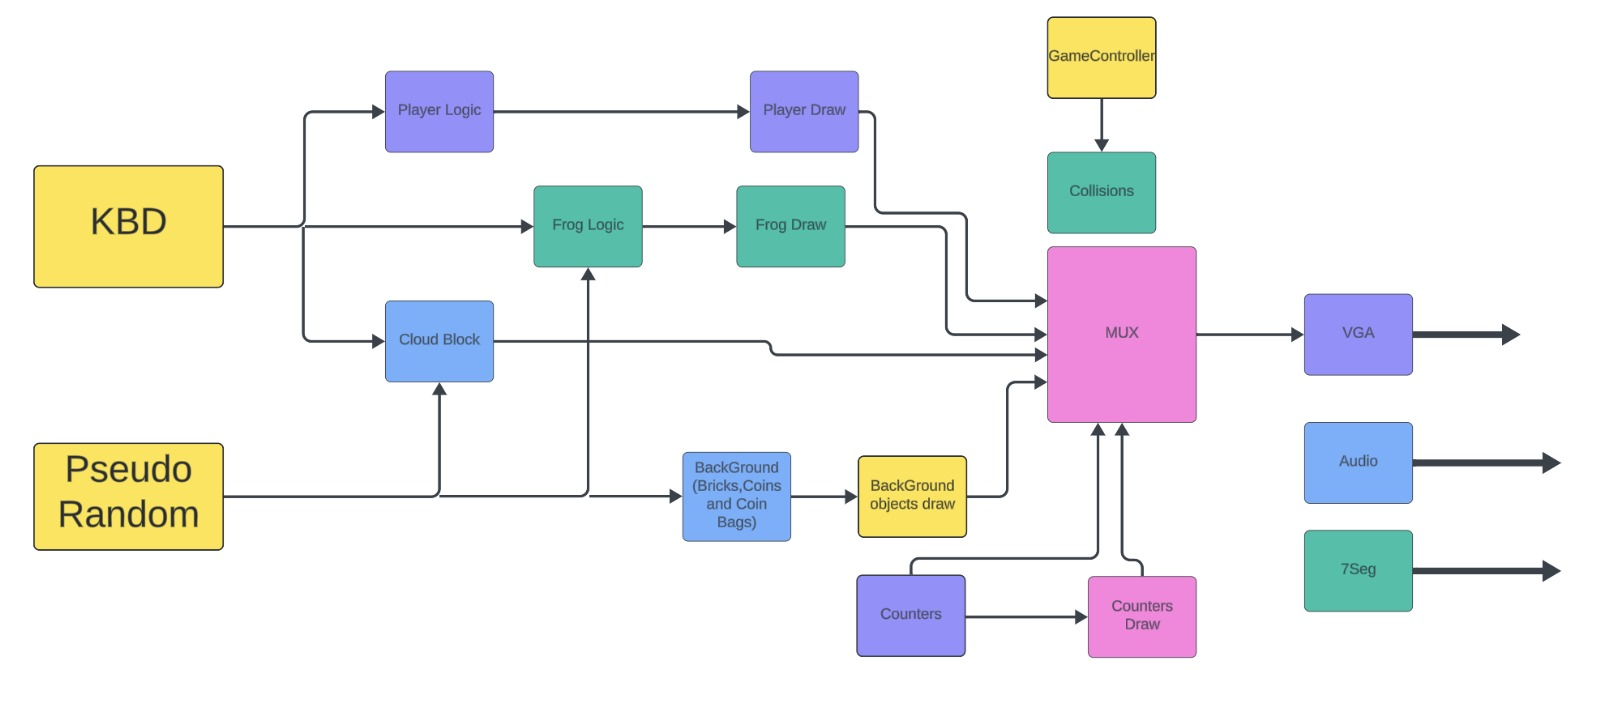 GameController
Player Logic
Player Draw
Collisions
KBD
Frog Logic
Frog Draw
Cloud Block
MUX
VGA
Pseudo
Random
BackGround
(Bricks,Coins
and Coin
Bags)
BackGround
objects draw
Audio
7Seg
Counters
Counters
Draw